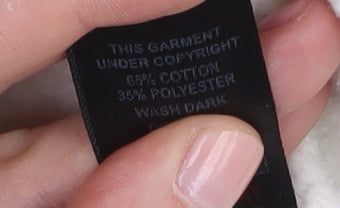 THIS GARMENT
UNDER COPYRIGHT
65% COTTON
35% POLYESTER
WASH DARK